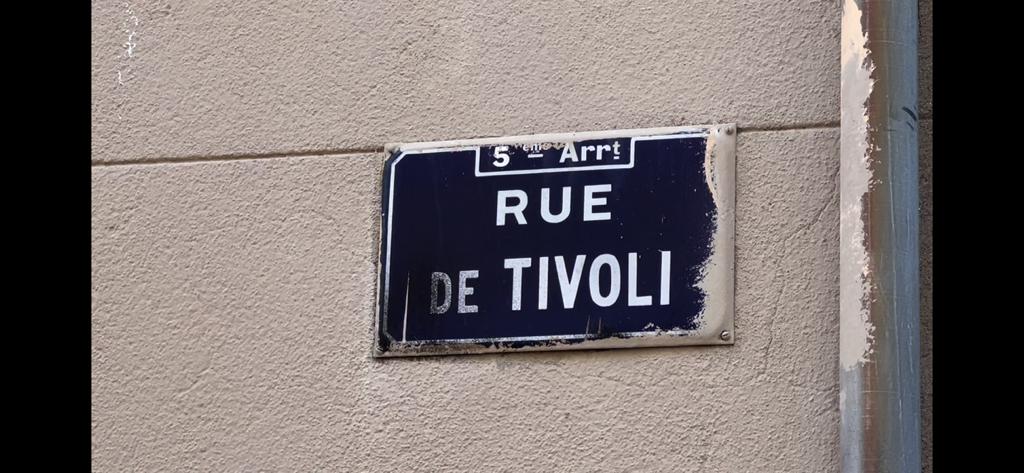 5ème Arrt
RUE
DE TIVOLI